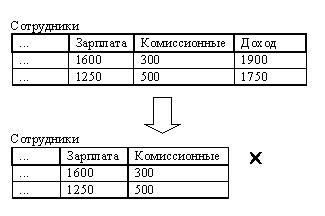 Сотрудники
... Зарплата Комиссионные Доход
... 1600 300 1900
... 1250 500 1750
Сотрудники
... Зарплата Комиссионные
... 1600 300
... 1250 500
X